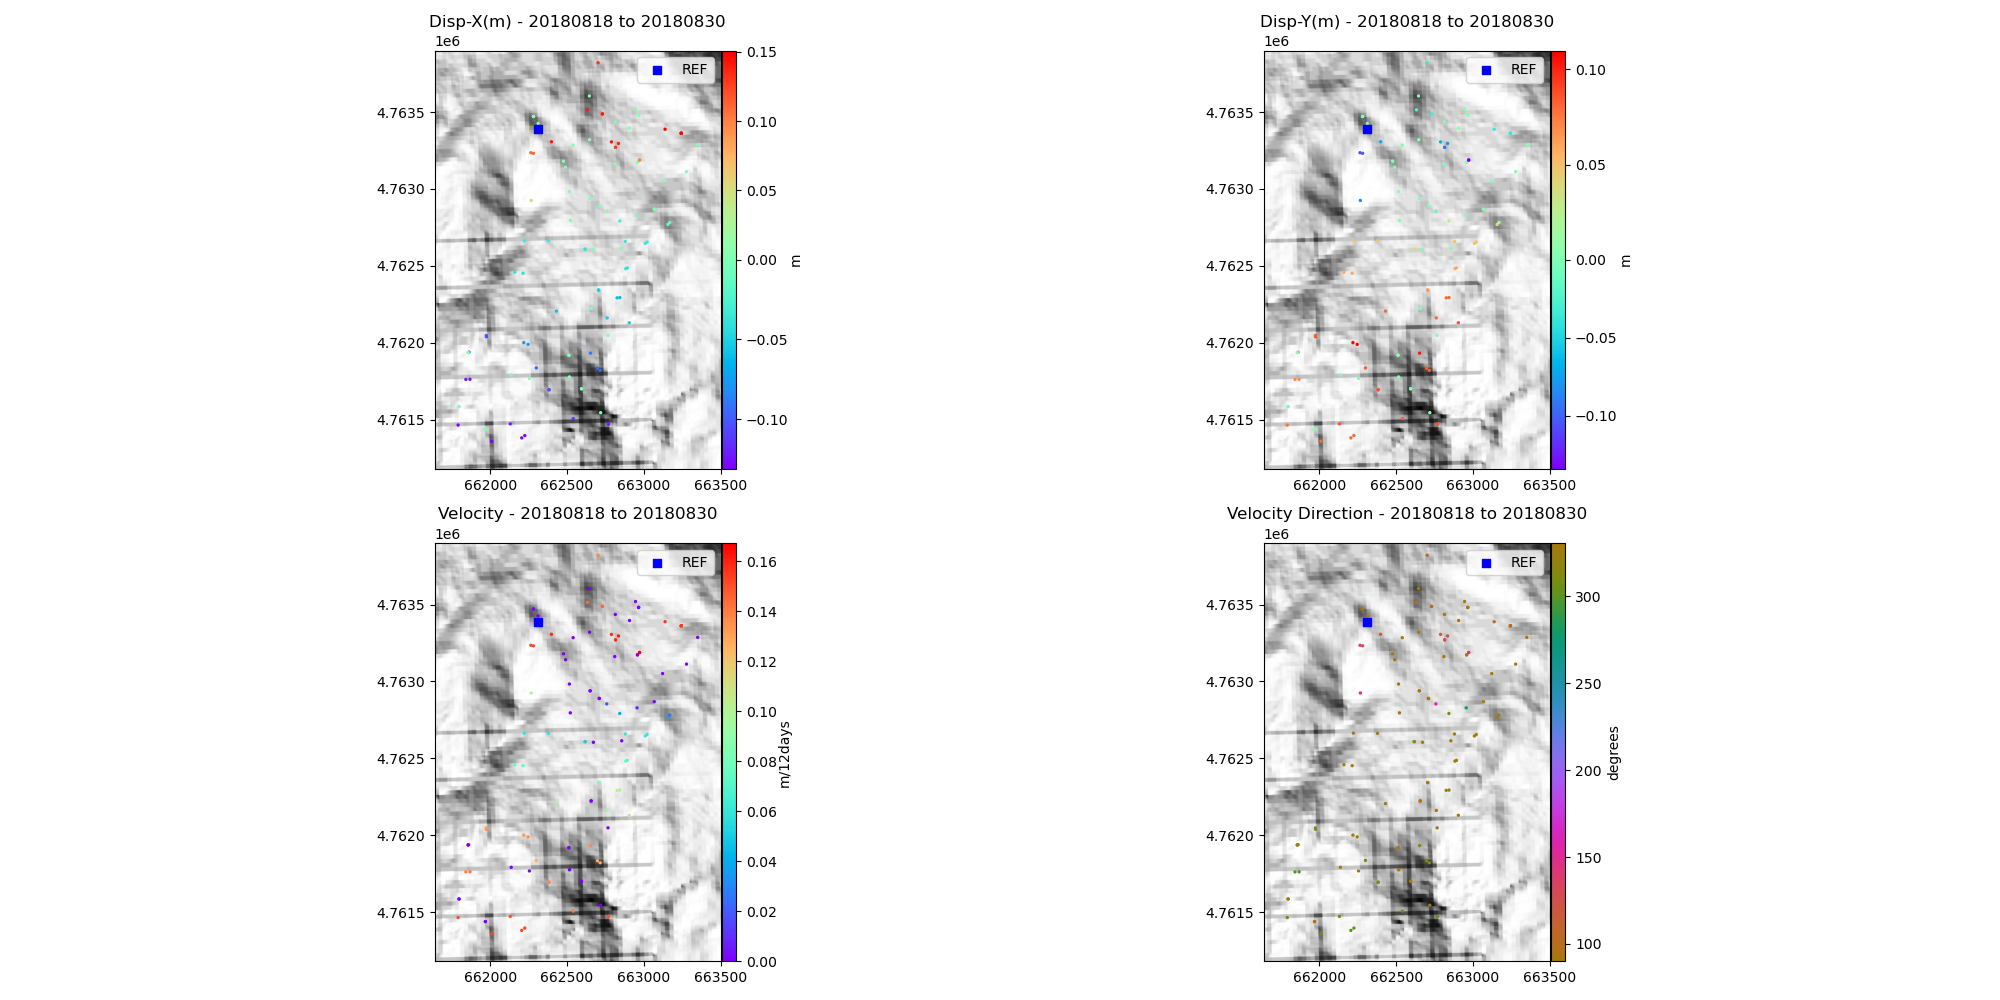 Disp-X(m) - 20180818 to 20180830
1e6
REF
4.7635
4.7630
4.7625
4.7620
4.7615
662000 662500 663000 663500
0.15
0.10
0.05
0.00
−0.05
−0.10
m
Disp-Y(m) - 20180818 to 20180830
1e6
REF
4.7635
4.7630
4.7625
4.7620
4.7615
662000 662500 663000 663500
0.10
0.05
0.00
−0.05
−0.10
m
Velocity - 20180818 to 20180830
1e6
REF
4.7635
4.7630
4.7625
4.7620
4.7615
662000 662500 663000 663500
0.16
0.14
0.12
0.10
0.08
0.06
0.04
0.02
0.00
m/12days
Velocity Direction - 20180818 to 20180830
1e6
REF
4.7635
4.7630
4.7625
4.7620
4.7615
662000 662500 663000 663500
300
250
200
150
100
degrees